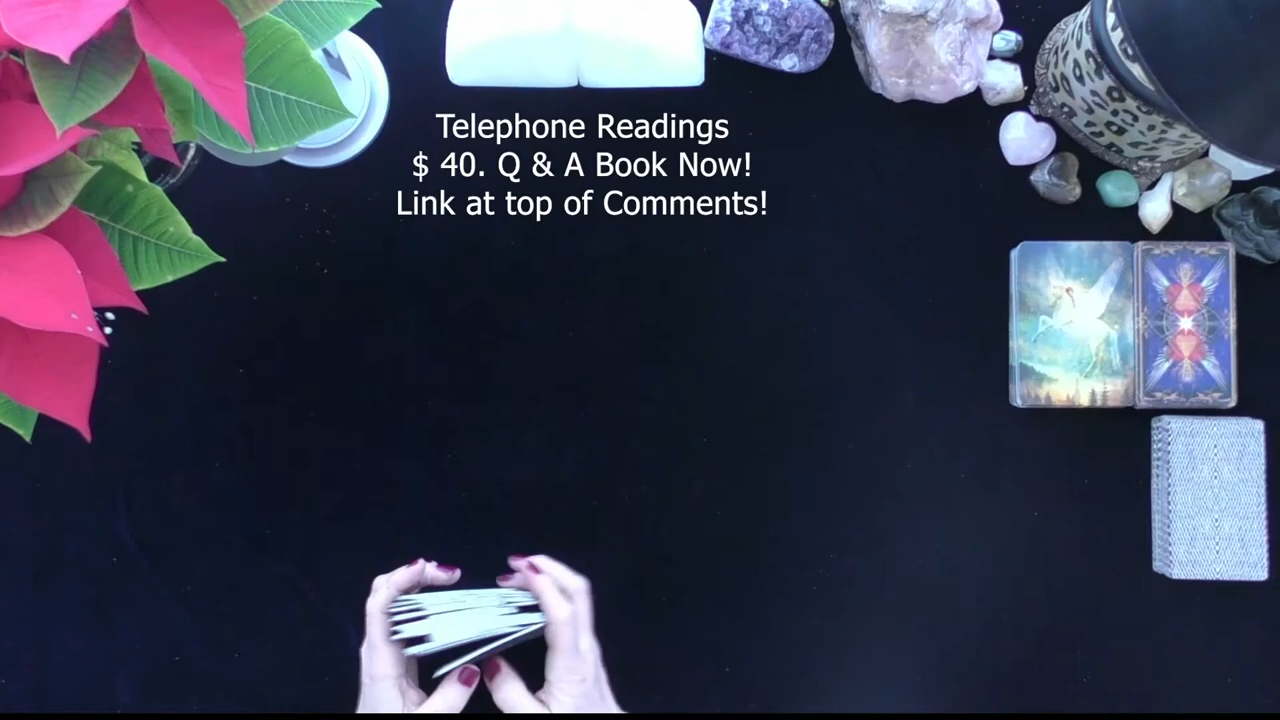 Telephone Readings
$ 40. Q & A Book Now!
Link at top of Comments!